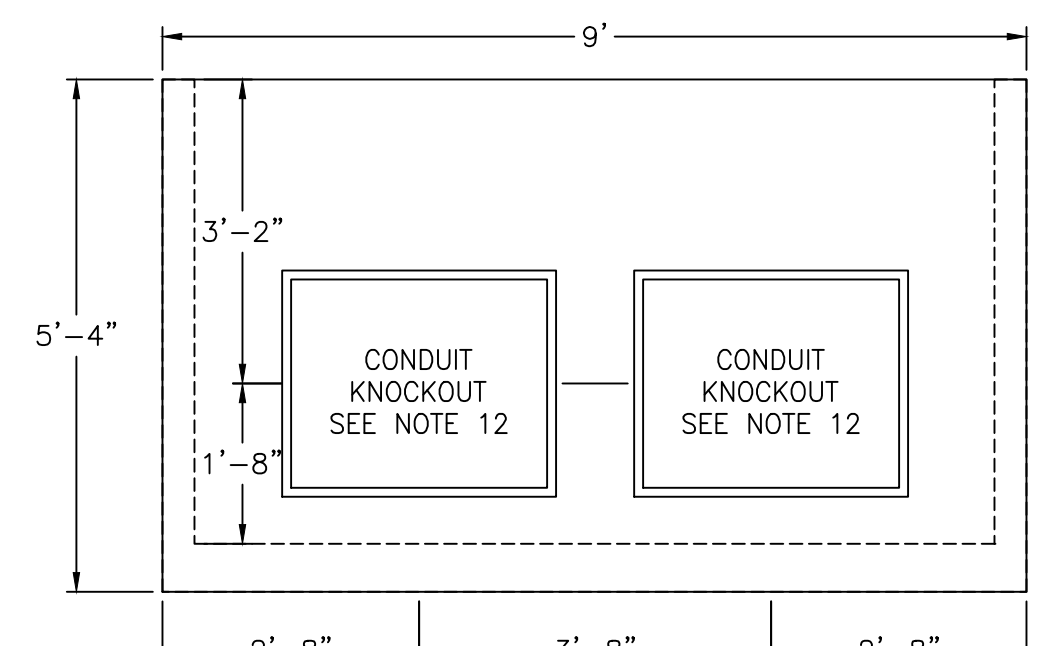 9'
3'-2"
5'-4"
CONDUIT
KNOCKOUT
SEE NOTE 12
CONDUIT
KNOCKOUT
SEE NOTE 12
1'-8"